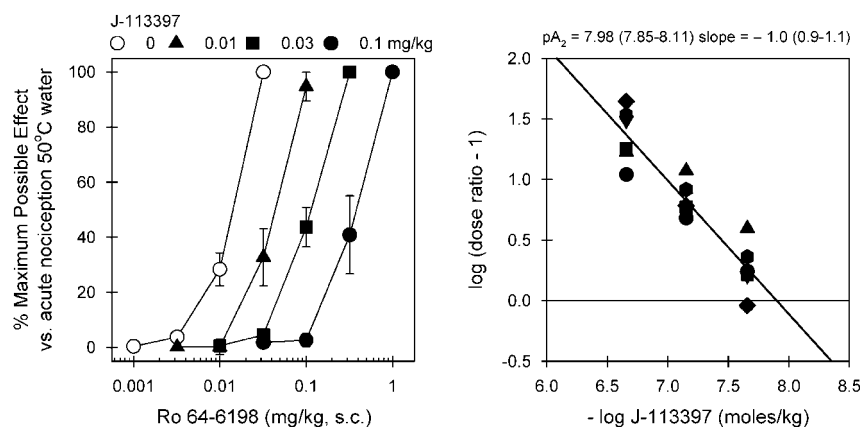 J-113397
0 0.01 0.03 0.1 mg/kg
% Maximum Possible Effect
vs. acute nociception 50°C water
100
80
60
40
20
0
0.001 0.01 0.1 1
Ro 64-6198 (mg/kg, s.c.)
pA2 = 7.98 (7.85-8.11) slope = – 1.0 (0.9-1.1)
log (dose ratio - 1)
2.0
1.5
1.0
0.5
0.0
-0.5
6.0 6.5 7.0 7.5 8.0 8.5
- log J-113397 (moles/kg)